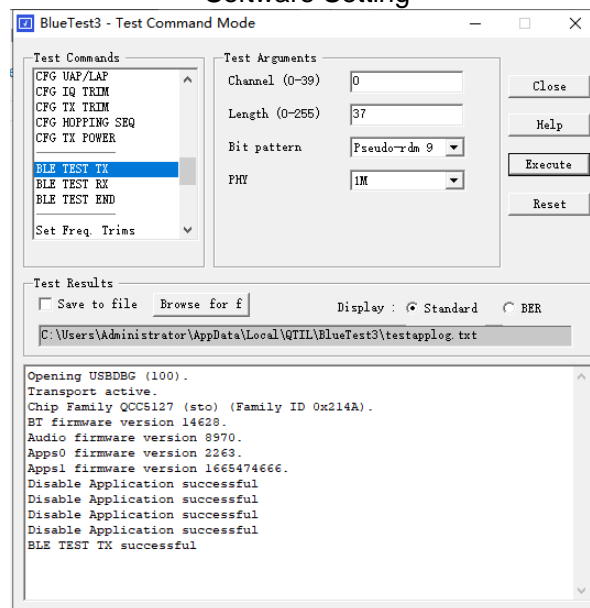 Software Setting
BlueTest3 - Test Command Mode
Test Commands
CFG UAP/LAP
CFG IQ TRIM
CFG TX TRIM
CFG HOPPING SEQ
CFG TX POWER
BLE TEST TX
BLE TEST RX
BLE TEST END
Set Freq. Trims
Test Arguments
Channel (0-39) 0
Length (0-255) 37
Bit pattern Pseudo-rdm 9
PHY 1M
Close
Help
Execute
Reset
Test Results
Save to file Browse for f Display : Standard BER
C:\Users\Administrator\AppData\Local\QTIL\BlueTest3\testapplog.txt
Opening USBDBG (100).
Transport active.
Chip Family QCC5127 (sto) (Family ID 0x214A).
BT firmware version 14628.
Audio firmware version 8970.
Apps0 firmware version 2263.
Apps1 firmware version 1665474666.
Disable Application successful
Disable Application successful
Disable Application successful
Disable Application successful
BLE TEST TX successful